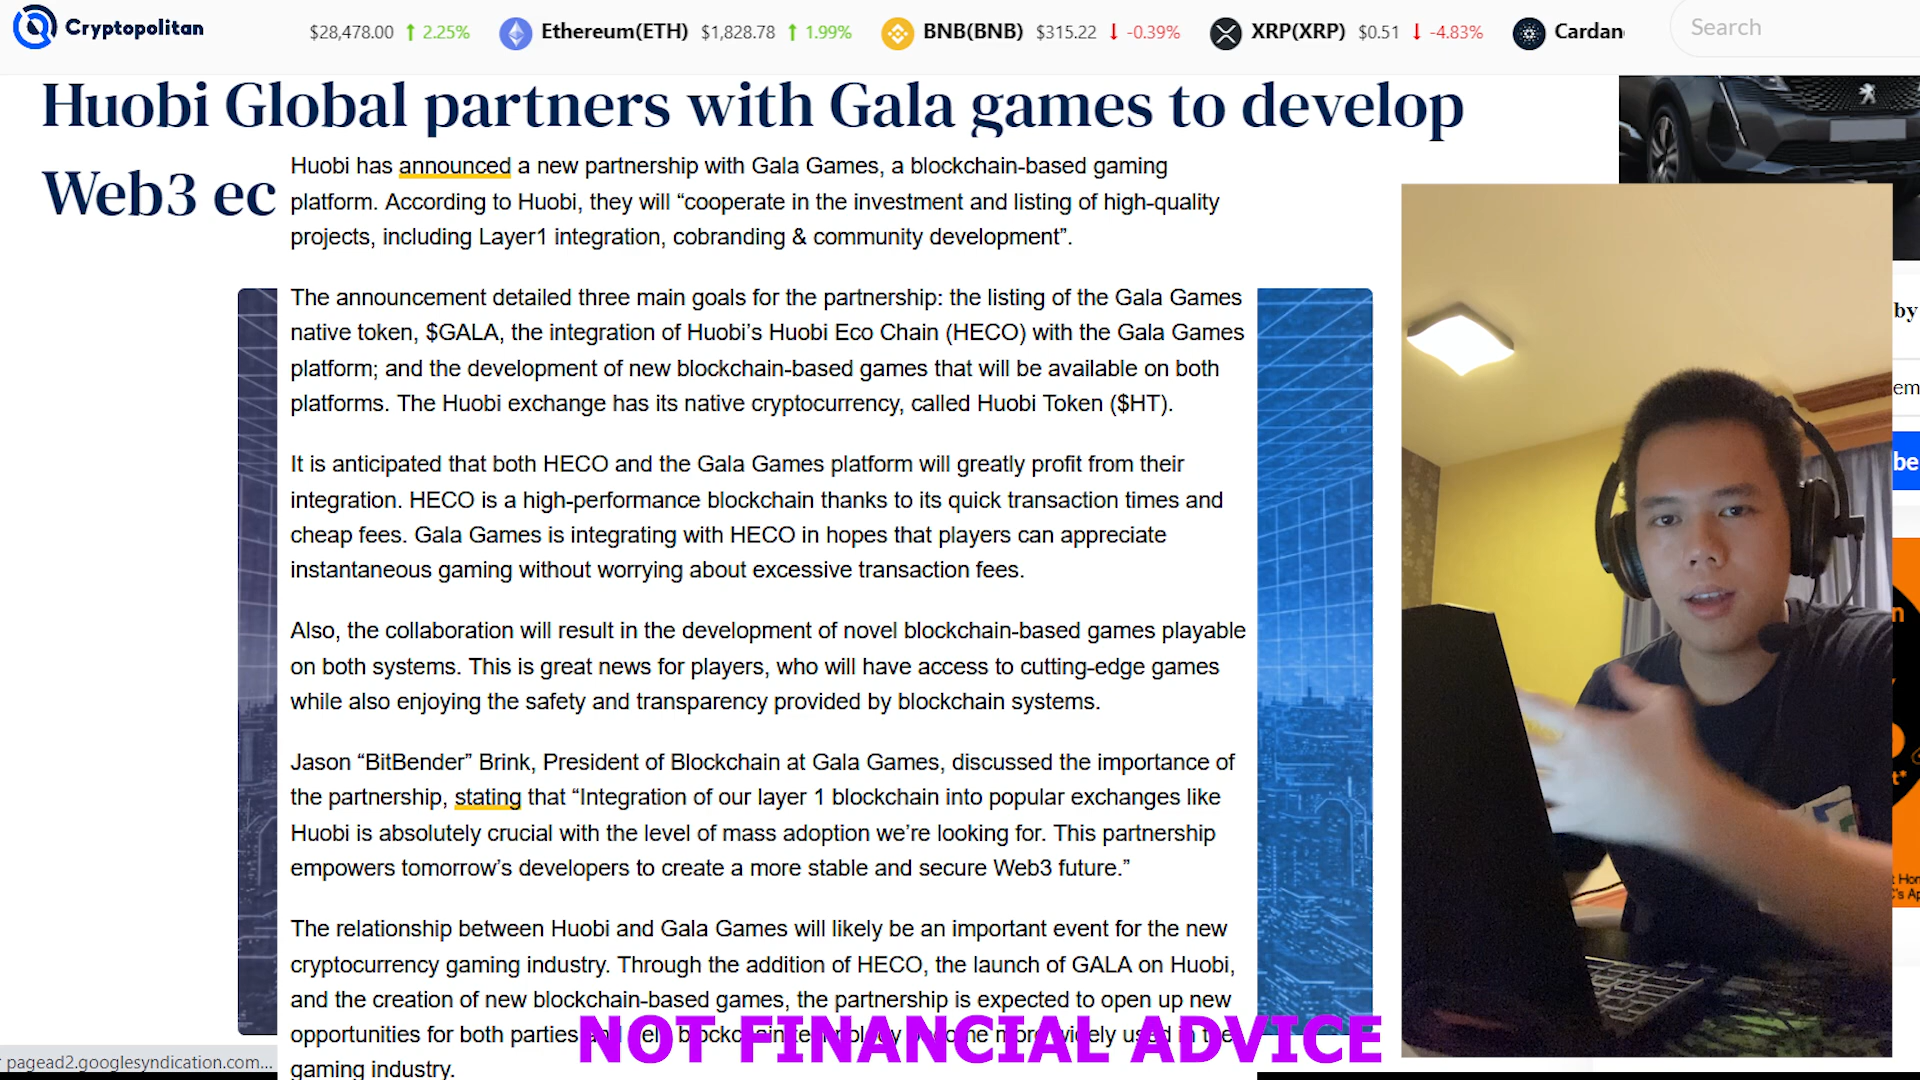 Cryptopolitan
$28,478.00 ↑ 2.25% Ethereum(ETH) $1,828.78 ↑ 1.99% BNB(BNB) $315.22 ↓ -0.39% XRP(XRP) $0.51 ↓ -4.83% Cardan
Search
Huobi Global partners with Gala games to develop
Web3 ec
Huobi has announced a new partnership with Gala Games, a blockchain-based gaming
platform. According to Huobi, they will “cooperate in the investment and listing of high-quality
projects, including Layer1 integration, cobranding & community development”.
The announcement detailed three main goals for the partnership: the listing of the Gala Games
native token, $GALA, the integration of Huobi’s Huobi Eco Chain (HECO) with the Gala Games
platform; and the development of new blockchain-based games that will be available on both
platforms. The Huobi exchange has its native cryptocurrency, called Huobi Token ($HT).
It is anticipated that both HECO and the Gala Games platform will greatly profit from their
integration. HECO is a high-performance blockchain thanks to its quick transaction times and
cheap fees. Gala Games is integrating with HECO in hopes that players can appreciate
instantaneous gaming without worrying about excessive transaction fees.
Also, the collaboration will result in the development of novel blockchain-based games playable
on both systems. This is great news for players, who will have access to cutting-edge games
while also enjoying the safety and transparency provided by blockchain systems.
Jason “BitBender” Brink, President of Blockchain at Gala Games, discussed the importance of
the partnership, stating that “Integration of our layer 1 blockchain into popular exchanges like
Huobi is absolutely crucial with the level of mass adoption we’re looking for. This partnership
empowers tomorrow’s developers to create a more stable and secure Web3 future.”
The relationship between Huobi and Gala Games will likely be an important event for the new
cryptocurrency gaming industry. Through the addition of HECO, the launch of GALA on Huobi,
and the creation of new blockchain-based games, the partnership is expected to open up new
opportunities for both parties
gaming industry.
NOT FINANCIAL ADVICE
pagead2.googlesyndication.com...
by
em
be